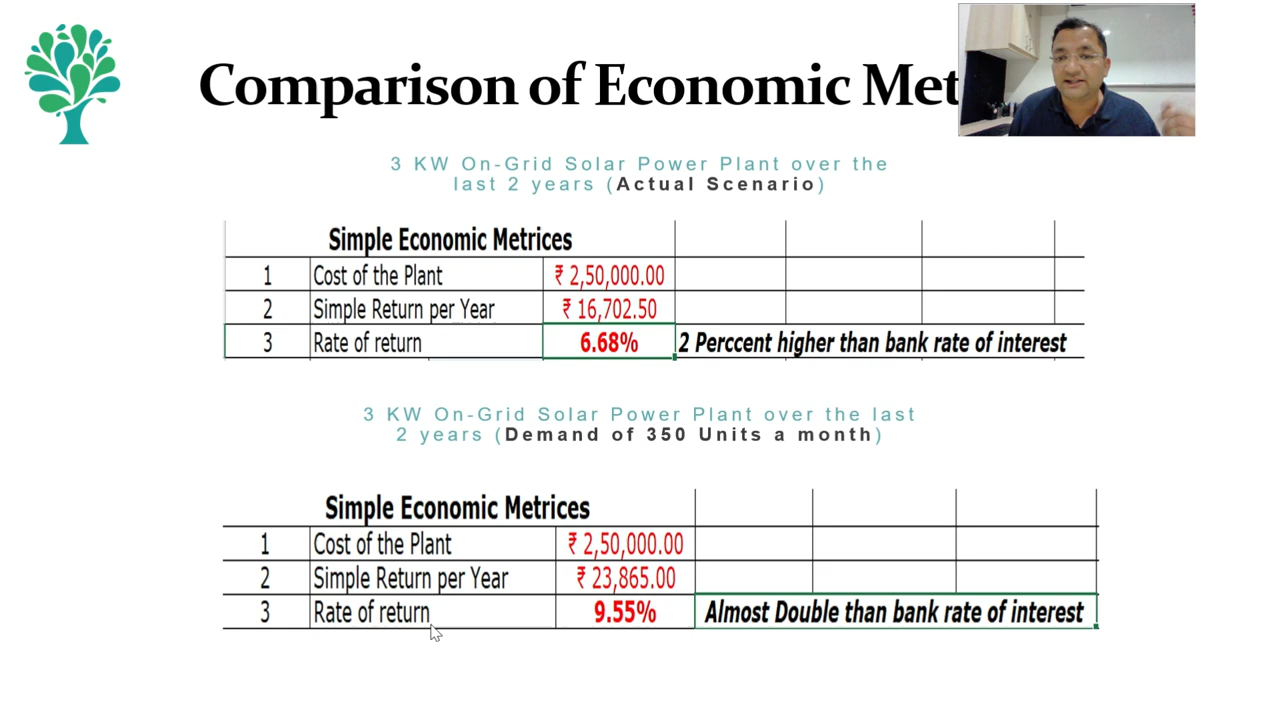 Comparison of Economic Met
3 KW On-Grid Solar Power Plant over the
last 2 years (Actual Scenario)
Simple Economic Metrices
1 Cost of the Plant ₹ 2,50,000.00
2 Simple Return per Year ₹ 16,702.50
3 Rate of return 6.68% 2 Perccent higher than bank rate of interest
3 KW On-Grid Solar Power Plant over the last
2 years (Demand of 350 Units a month)
Simple Economic Metrices
1 Cost of the Plant ₹ 2,50,000.00
2 Simple Return per Year ₹ 23,865.00
3 Rate of return 9.55% Almost Double than bank rate of interest